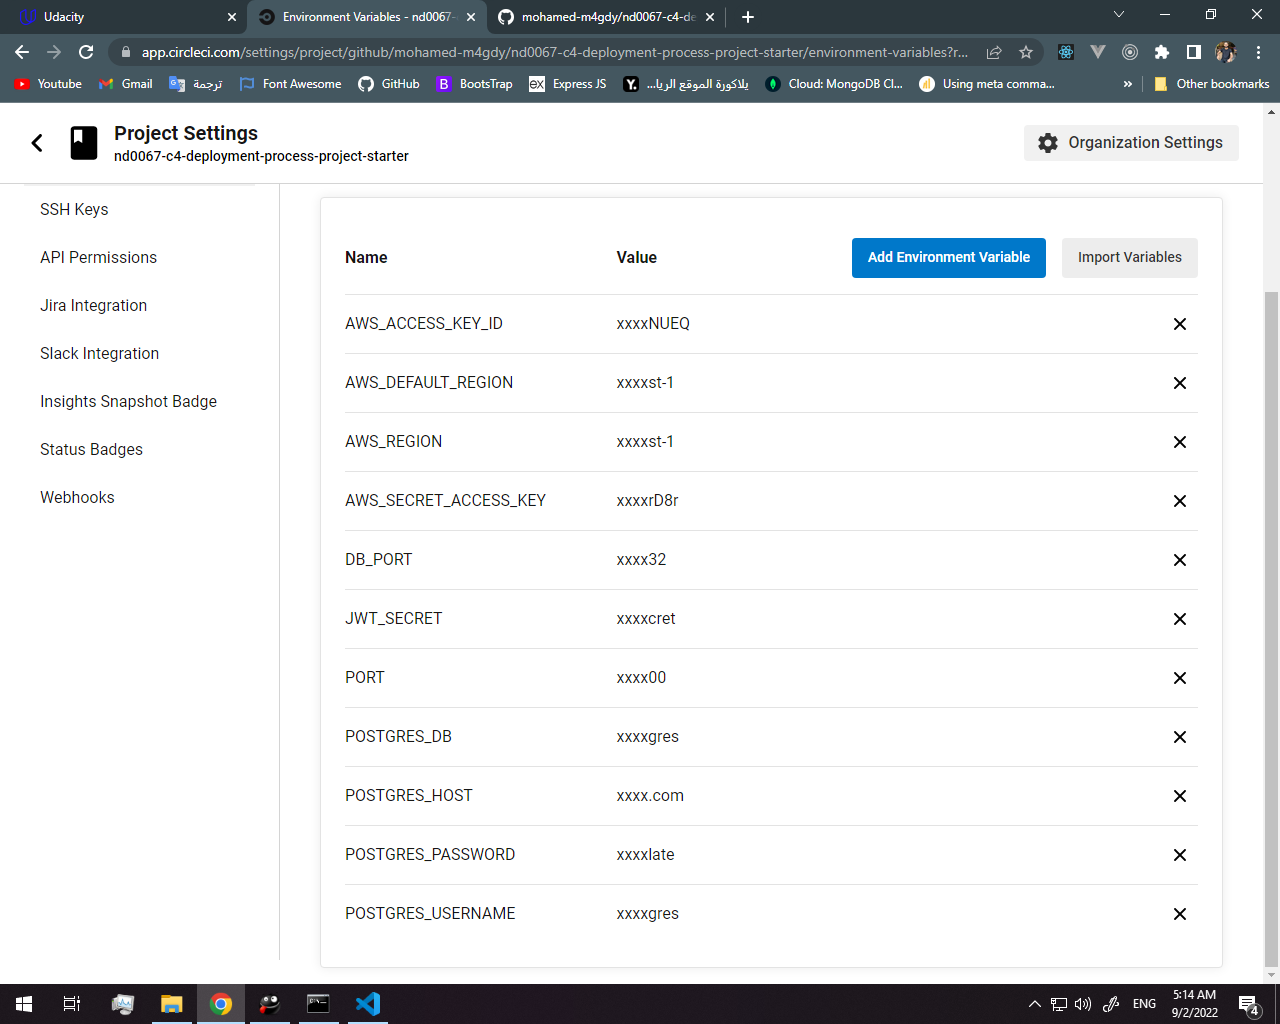 Udacity
Environment Variables - nd0067-
mohamed-m4gdy/nd0067-c4-de
app.circleci.com/settings/project/github/mohamed-m4gdy/nd0067-c4-deployment-process-project-starter/environment-variables?r...
Youtube
Gmail
ترجمة
Font Awesome
GitHub
BootsTrap
Express JS
يلاكورة الموقع الريا...
Cloud: MongoDB Cl...
Using meta comma...
»
Other bookmarks
Project Settings
nd0067-c4-deployment-process-project-starter
Organization Settings
SSH Keys
API Permissions
Jira Integration
Slack Integration
Insights Snapshot Badge
Status Badges
Webhooks
Name Value Add Environment Variable Import Variables
AWS_ACCESS_KEY_ID xxxxNUEQ
AWS_DEFAULT_REGION xxxxst-1
AWS_REGION xxxxst-1
AWS_SECRET_ACCESS_KEY xxxxrD8r
DB_PORT xxxx32
JWT_SECRET xxxxcret
PORT xxxx00
POSTGRES_DB xxxxgres
POSTGRES_HOST xxxx.com
POSTGRES_PASSWORD xxxxlate
POSTGRES_USERNAME xxxxgres
ENG
5:14 AM
9/2/2022
4